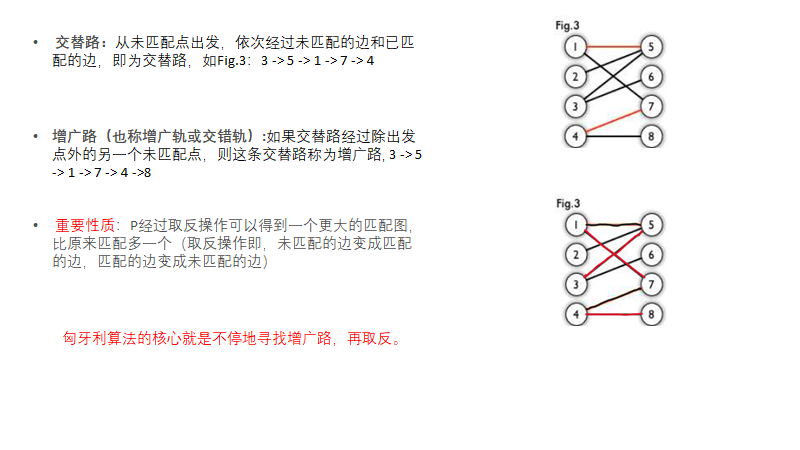 • 交替路：从未匹配点出发，依次经过未匹配的边和已匹
配的边，即为交替路，如Fig.3：3 -> 5 -> 1 -> 7 -> 4
• 增广路（也称增广轨或交错轨）:如果交替路经过除出发
点外的另一个未匹配点，则这条交替路称为增广路, 3 -> 5
-> 1 -> 7 -> 4 ->8
• 重要性质：P经过取反操作可以得到一个更大的匹配图，
比原来匹配多一个（取反操作即，未匹配的边变成匹配
的边，匹配的边变成未匹配的边）
匈牙利算法的核心就是不停地寻找增广路，再取反。
Fig.3
1 5
2 6
3 7
4 8
Fig.3
1 5
2 6
3 7
4 8